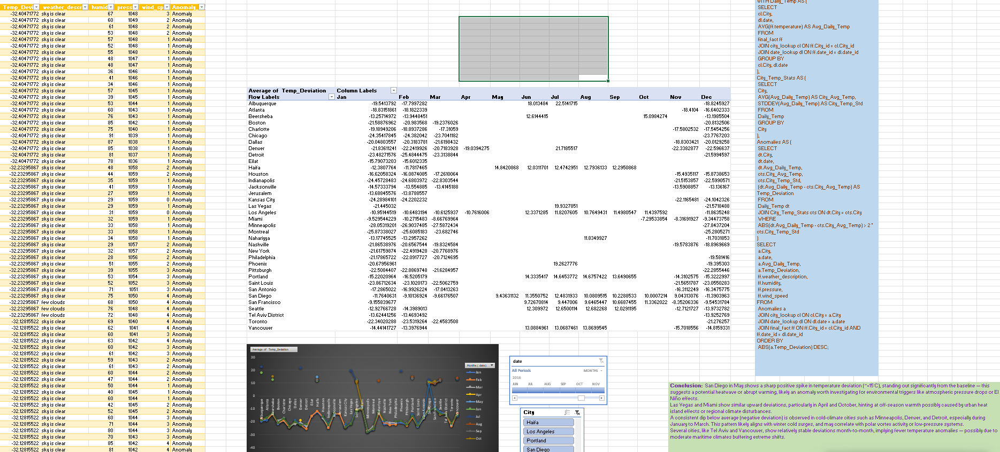 Temp_Devi weather_descr humid press wind_sp Anomaly
-32.40471772 sky is clear 67 1048 3 Anomaly
-32.40471772 sky is clear 60 1049 2 Anomaly
-32.40471772 sky is clear 61 1048 2 Anomaly
-32.40471772 sky is clear 53 1048 2 Anomaly
-32.40471772 sky is clear 57 1048 1 Anomaly
-32.40471772 sky is clear 52 1048 1 Anomaly
-32.40471772 sky is clear 55 1048 1 Anomaly
-32.40471772 sky is clear 48 1047 1 Anomaly
-32.40471772 sky is clear 48 1047 1 Anomaly
-32.40471772 sky is clear 36 1046 1 Anomaly
-32.40471772 sky is clear 41 1046 1 Anomaly
-32.40471772 sky is clear 34 1046 1 Anomaly
-32.40471772 sky is clear 57 1045 1 Anomaly
-32.40471772 sky is clear 39 1045 1 Anomaly
-32.40471772 sky is clear 53 1044 1 Anomaly
-32.40471772 sky is clear 60 1043 1 Anomaly
-32.40471772 sky is clear 76 1043 1 Anomaly
-32.40471772 sky is clear 85 1042 1 Anomaly
-32.40471772 sky is clear 75 1040 1 Anomaly
-32.40471772 sky is clear 91 1039 1 Anomaly
-32.40471772 sky is clear 87 1038 1 Anomaly
-32.40471772 sky is clear 85 1038 1 Anomaly
-32.40471772 sky is clear 81 1037 1 Anomaly
-32.40471772 sky is clear 78 1036 1 Anomaly
-32.23295867 sky is clear 48 1058 2 Anomaly
-32.23295867 sky is clear 44 1059 2 Anomaly
-32.23295867 sky is clear 35 1059 1 Anomaly
-32.23295867 sky is clear 41 1059 1 Anomaly
-32.23295867 sky is clear 27 1059 1 Anomaly
-32.23295867 sky is clear 29 1059 0 Anomaly
-32.23295867 sky is clear 29 1059 1 Anomaly
-32.23295867 sky is clear 31 1059 0 Anomaly
-32.23295867 sky is clear 32 1059 1 Anomaly
-32.23295867 sky is clear 33 1058 1 Anomaly
-32.23295867 sky is clear 33 1058 1 Anomaly
-32.23295867 sky is clear 34 1058 1 Anomaly
-32.23295867 sky is clear 29 1057 2 Anomaly
-32.23295867 sky is clear 32 1057 2 Anomaly
-32.23295867 sky is clear 28 1056 2 Anomaly
-32.23295867 sky is clear 51 1055 2 Anomaly
-32.23295867 sky is clear 39 1055 3 Anomaly
-32.23295867 sky is clear 53 1054 3 Anomaly
-32.23295867 sky is clear 52 1052 3 Anomaly
-32.23295867 sky is clear 71 1051 3 Anomaly
-32.23295867 sky is clear 75 1050 4 Anomaly
-32.23295867 few clouds 68 1050 4 Anomaly
-32.23295867 few clouds 76 1048 4 Anomaly
-32.23295867 few clouds 72 1048 4 Anomaly
-32.12815522 sky is clear 69 1040 4 Anomaly
-32.12815522 sky is clear 62 1041 4 Anomaly
-32.12815522 sky is clear 60 1041 3 Anomaly
-32.12815522 sky is clear 63 1042 4 Anomaly
-32.12815522 sky is clear 60 1042 3 Anomaly
-32.12815522 sky is clear 61 1042 3 Anomaly
-32.12815522 sky is clear 59 1043 2 Anomaly
-32.12815522 sky is clear 61 1043 2 Anomaly
-32.12815522 sky is clear 60 1044 2 Anomaly
-32.12815522 sky is clear 47 1044 2 Anomaly
-32.12815522 sky is clear 50 1044 1 Anomaly
-32.12815522 sky is clear 40 1045 1 Anomaly
-32.12815522 sky is clear 60 1044 2 Anomaly
-32.12815522 sky is clear 42 1045 2 Anomaly
-32.12815522 sky is clear 52 1045 2 Anomaly
-32.12815522 sky is clear 60 1044 2 Anomaly
-32.12815522 sky is clear 71 1044 3 Anomaly
-32.12815522 sky is clear 80 1044 3 Anomaly
-32.12815522 sky is clear 70 1043 3 Anomaly
-32.12815522 sky is clear 85 1042 4 Anomaly
-32.12815522 sky is clear 81 1042 4 Anomaly
Average of Temp_Deviation Column Labels
Row Labels Jan Feb Mar Apr May Jun Jul Aug Sep Oct Nov Dec
Albuquerque -19.5413792 -17.7997282 18.013484 22.5141715 -18.8245927
Atlanta -18.83151861 -18.1822339 -18.4104 -16.6402333
Beersheba -13.25714972 -13.9448451 12.6144415 15.0984274 -13.1985504
Boston -21.58876962 -20.983568 -19.2376026 -20.8132506
Charlotte -19.18949206 -18.8937286 -17.31059 -17.5802532 -17.5454256
Chicago -24.35417845 -24.382042 -23.7041182 -23.7767203
Dallas -20.04803557 -20.3183781 -21.6198432 -18.8303421 -20.0129258
Denver -21.83611241 -22.2419926 -20.7183928 -19.0394275 21.7185517 -22.3382877 -22.596637
Detroit -23.48271576 -25.4844475 -23.3138844 -21.5994597
Eilat -15.79073203 -15.6012335
Haifa -12.3807764 -11.7817465 14.8420868 12.0311701 12.4742951 12.7936133 12.2950868
Houston -16.62058324 -16.0874085 -17.2610064 -15.4935117 -15.8738653
Indianapolis -24.45728483 -24.6803972 -22.8303544 -21.5153857 -22.5990571
Jacksonville -14.57333794 -13.554885 -13.4145188 -13.5908857 -13.136167
Jerusalem -13.68845576 -13.8788557
Kansas City -24.28984101 -24.2202232 -22.1165481 -24.1042326
Las Vegas -21.445032 19.9327851 -21.5718488
Los Angeles -10.95144519 -10.6483194 -10.6125937 -10.7616006 12.3371285 11.8207605 10.7649431 11.4980547 11.4397592 -11.8635248
Miami -9.529544229 -10.2715483 -8.66769964 -7.29533854 -8.31691927 -9.34473758
Minneapolis -28.05319201 -26.9037485 -27.5872434 -27.8437204
Montreal -25.87338027 -25.6085183 -23.682746 -25.2805271
Nahariyya -13.17745525 -13.2957262 11.8349927 -11.7031853
Nashville -21.86538976 -20.6567544 -19.8324584 -19.5783876 -18.8969669
New York -21.61759874 -22.4919428 -20.7768976
Philadelphia -21.17865722 -22.0917727 -20.7124695 -19.581416
Phoenix -20.67956961 19.2627776 -19.395303
Pittsburgh -22.5084407 -22.8869748 -21.6284957 -22.2855446
Portland -15.22020964 -16.5205179 14.3335417 14.6453772 14.6757422 13.6490655 -14.3102575 -15.3222997
Saint Louis -23.86712634 -23.1020173 -22.5062759 -21.5651787 -23.0550283
San Antonio -17.2865022 -16.9926224 -17.0413263 -16.3112249 -16.3475775
San Diego -11.7640631 -9.10136924 -9.66176507 9.43631132 11.3550752 12.4831933 10.0809515 10.2288533 10.0007214 9.04313076 -11.3903963
San Francisco -9.155839677 9.72670814 9.447006 9.6465447 10.6687455 11.3362022 -8.35206336 -9.54531784
Seattle -12.92766728 -14.3989013 12.309972 12.6500114 12.682268 12.0291195 -12.7121727 -13.9732782
Tel Aviv District -13.62441256 -13.4693492 -13.9252769
Toronto -22.34020288 -23.5319264 -22.4583508 -21.276257
Vancouver -14.44141727 -13.3976944 13.0884961 13.0687461 13.8699545 -15.7018556 -14.8159331
Average of Temp_Deviation
30
20
10
0
-10
-20
-30
-40
Albuquerque Atlanta Beersheba Boston Charlotte Chicago Dallas Denver Detroit Eilat Haifa Houston Indianapolis Jacksonville Jerusalem Kansas City Las Vegas Los Angeles Miami Minneapolis Montreal Nahariyya Nashville New York Philadelphia Phoenix Pittsburgh Portland Saint Louis San Antonio San Diego San Francisco Seattle Tel Aviv District Toronto Vancouver
Months (date)
Jan
Feb
Mar
Apr
May
Jun
Jul
Aug
Sep
Oct
date
All Periods MONTHS
2016
JUN JUL AUG SEP OCT NOV
City
Haifa
Los Angeles
Portland
San Diego
WITH Daily_Temp AS (
SELECT
cl.City,
dl.date,
AVG(ff.temperature) AS Avg_Daily_Temp
FROM
final_fact ff
JOIN city_lookup cl ON ff.City_id = cl.City_id
JOIN date_lookup dl ON ff.date_id = dl.date_id
GROUP BY
cl.City, dl.date
),
City_Temp_Stats AS (
SELECT
City,
AVG(Avg_Daily_Temp) AS City_Avg_Temp,
STDDEV(Avg_Daily_Temp) AS City_Temp_Std
FROM
Daily_Temp
GROUP BY
City
),
Anomalies AS (
SELECT
dt.City,
dt.date,
dt.Avg_Daily_Temp,
cts.City_Avg_Temp,
cts.City_Temp_Std,
(dt.Avg_Daily_Temp - cts.City_Avg_Temp) AS
Temp_Deviation
FROM
Daily_Temp dt
JOIN City_Temp_Stats cts ON dt.City = cts.City
WHERE
ABS(dt.Avg_Daily_Temp - cts.City_Avg_Temp) > 2 *
cts.City_Temp_Std
)
SELECT
a.City,
a.date,
a.Avg_Daily_Temp,
a.Temp_Deviation,
ff.weather_description,
ff.humidity,
ff.pressure,
ff.wind_speed
FROM
Anomalies a
JOIN city_lookup cl ON cl.City = a.City
JOIN date_lookup dl ON dl.date = a.date
JOIN final_fact ff ON ff.City_id = cl.City_id AND
ff.date_id = dl.date_id
ORDER BY
ABS(a.Temp_Deviation) DESC;
Conclusion: San Diego in May shows a sharp positive spike in temperature deviation (~+15°C), standing out significantly from the baseline — this
suggests a potential heatwave or abrupt warming, likely an anomaly worth investigating for environmental triggers like atmospheric pressure drops or El
Niño effects.
Las Vegas and Miami show similar upward deviations, particularly in April and October, hinting at off-season warmth possibly caused by urban heat
island effects or regional climate disturbances.
A consistent dip below average (negative deviation) is observed in cold-climate cities such as Minneapolis, Denver, and Detroit, especially during
January to March. This pattern likely aligns with winter cold surges, and may correlate with polar vortex activity or low-pressure systems.
Several cities, like Tel Aviv and Vancouver, show relatively stable deviations month-to-month, implying fewer temperature anomalies — possibly due to
moderate maritime climates buffering extreme shifts.